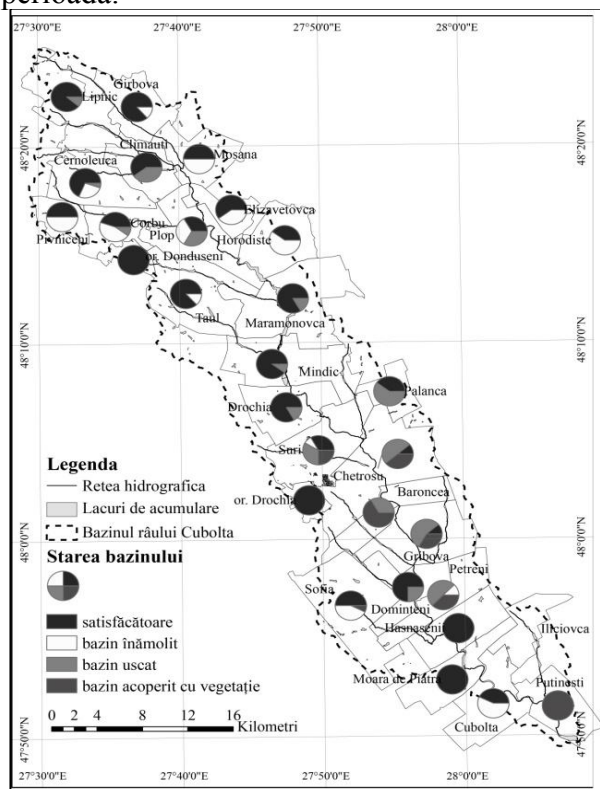 perioada.
27°30'0"E 27°40'0"E 27°50'0"E 28°0'0"E
Girbova
Lipnic
48°20'0"N
Climauti
Mosana
48°20'0"N
Cernoleuca
Elizavetovca
Corbu
Pivniceni
Plop
Horodiste
or. Donduseni
Taul
Maramonovca
48°10'0"N
48°10'0"N
Mindic
Palanca
Drochia
Suri
Chetrosu
Baroncea
or. Drochia
Legenda
Retea hidrografica
Lacuri de acumulare
Bazinul râului Cubolta
48°0'0"N
48°0'0"N
Gribova
Petreni
Sofia
Dominteni
Hasnaseni
Iliciovca
Moara de Piatra
Putinesti
Cubolta
Starea bazinului
satisfăcătoare
bazin înămolit
bazin uscat
bazin acoperit cu vegetație
0 2 4 8 12 16
Kilometri
47°50'0"N
47°50'0"N
27°30'0"E 27°40'0"E 27°50'0"E 28°0'0"E